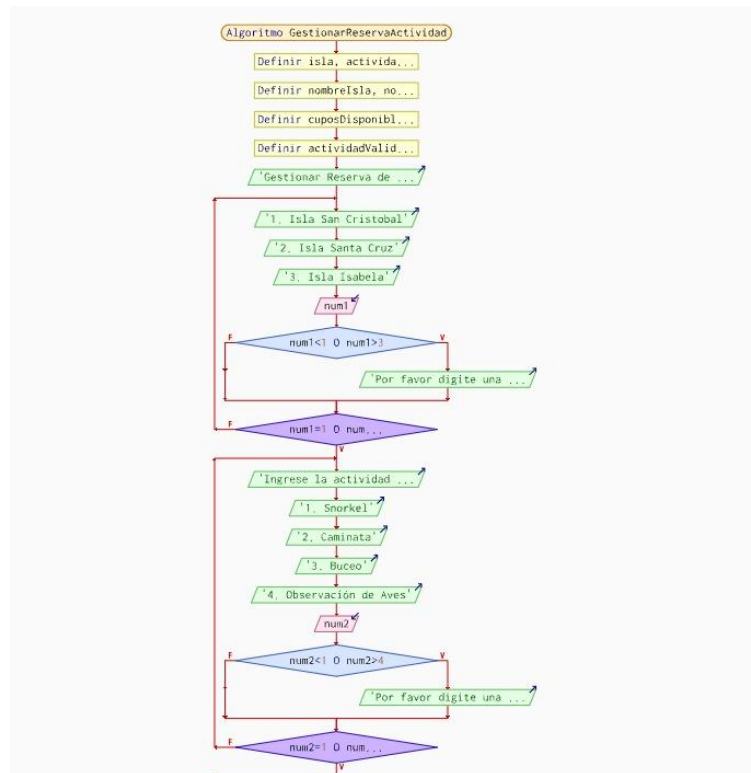 Algoritmo GestionarReservaActividad
Definir isla, activida...
Definir nombreIsla, no...
Definir cuposDisponibl...
Definir actividadValid...
'Gestionar Reserva de ...
'1. Isla San Cristobal'
'2. Isla Santa Cruz'
'3. Isla Isabela'
num1
F
num1<1 O num1>3
V
'Por favor digite una ...
F
num1=1 O num...
V
'Ingrese la actividad ...
'1. Snorkel'
'2. Caminata'
'3. Buceo'
'4. Observación de Aves'
num2
F
num2<1 O num2>4
V
'Por favor digite una ...
F
num2=1 O num...
V